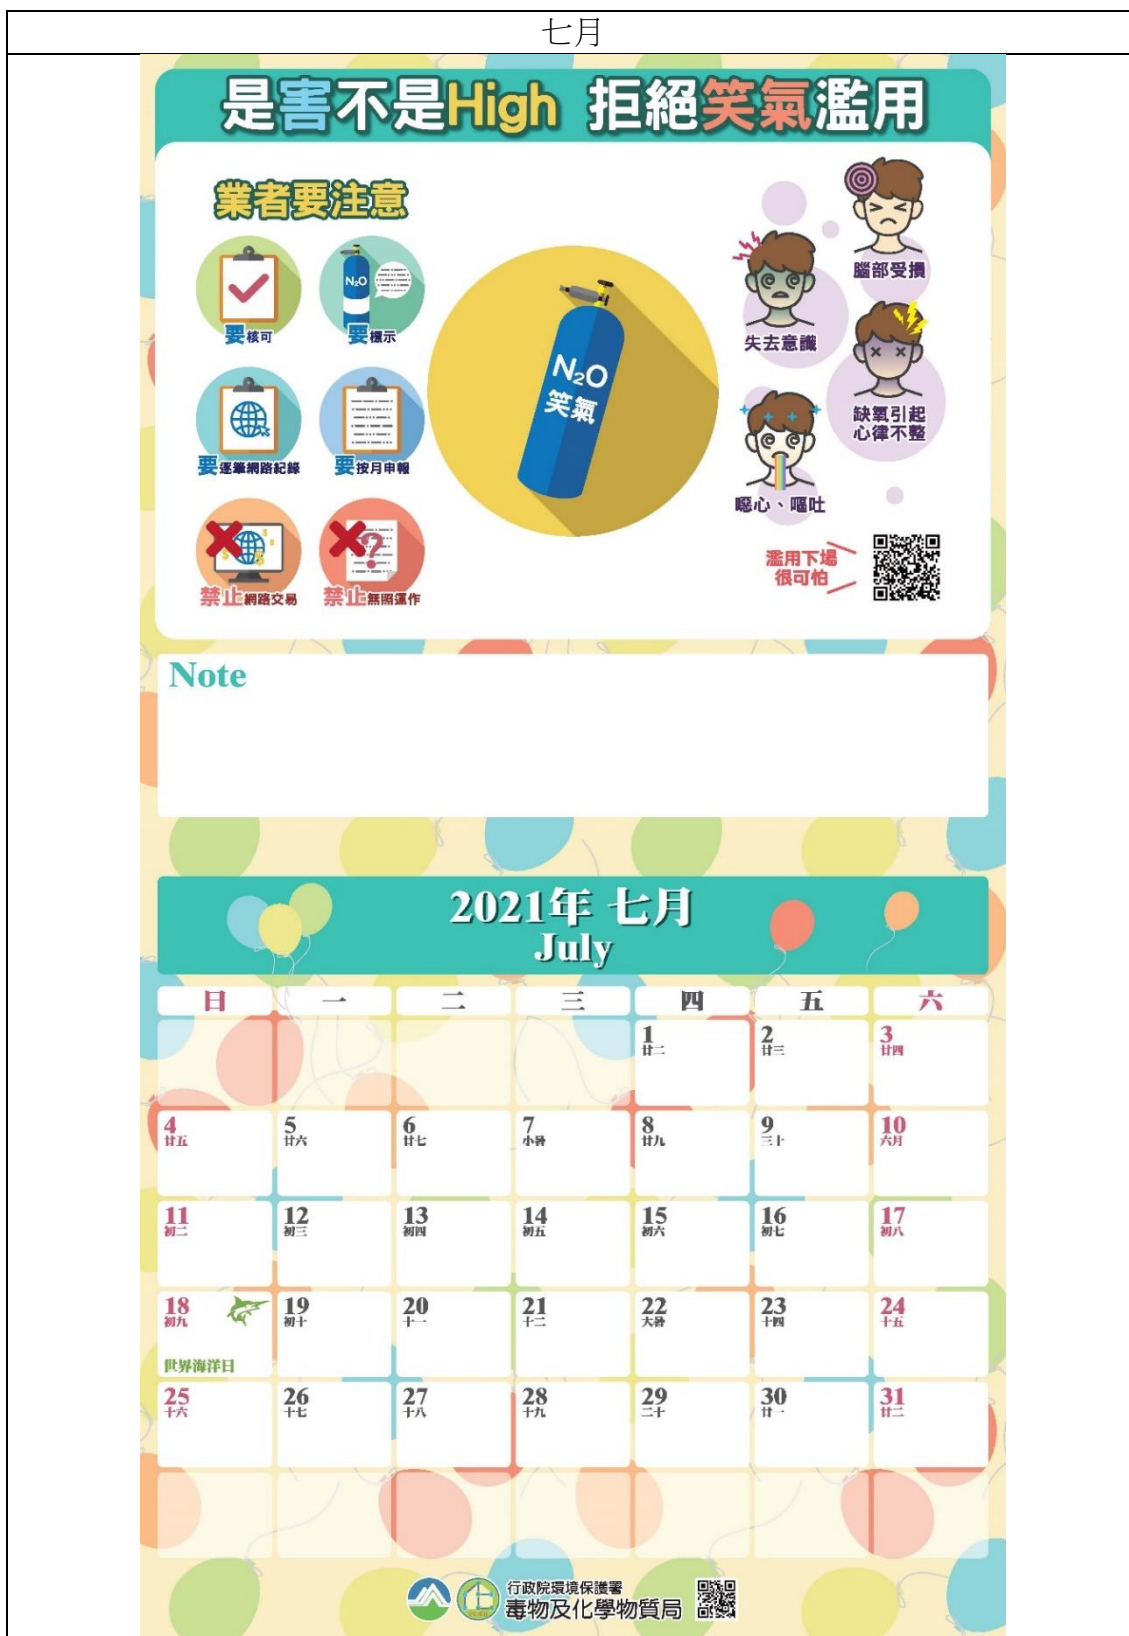 七月
是害不是High 拒絕笑氣濫用
業者要注意
要核可
N₂O
要標示
要逐筆網路紀錄
要按月申報
禁止網路交易
禁止無照運作
N₂O
笑氣
腦部受損
失去意識
缺氧引起
心律不整
噁心、嘔吐
濫用下場
很可怕
Note
2021年 七月
July
日 一 二 三 四 五 六
1 2 3
廿二 廿三 廿四
4 5 6 7 8 9 10
廿五 廿六 廿七 小暑 廿九 三十 六月
11 12 13 14 15 16 17
初二 初三 初四 初五 初六 初七 初八
18 19 20 21 22 23 24
初九 初十 十一 十二 大暑 十四 十五
世界海洋日
25 26 27 28 29 30 31
十六 十七 十八 十九 二十 廿一 廿二
行政院環境保護署
毒物及化學物質局